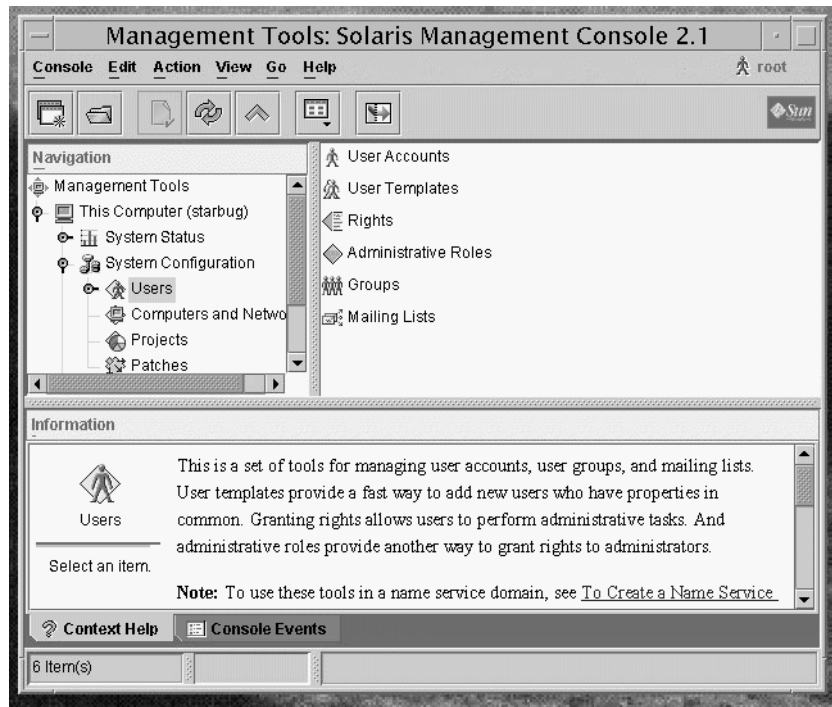 Management Tools: Solaris Management Console 2.1
Console Edit Action View Go Help
root
Sun
Navigation
Management Tools
This Computer (starbug)
System Status
System Configuration
Users
Computers and Netwo
Projects
Patches
User Accounts
User Templates
Rights
Administrative Roles
Groups
Mailing Lists
Information
Users
Select an item.
This is a set of tools for managing user accounts, user groups, and mailing lists.
User templates provide a fast way to add new users who have properties in
common. Granting rights allows users to perform administrative tasks. And
administrative roles provide another way to grant rights to administrators.
Note: To use these tools in a name service domain, see To Create a Name Service
Context Help
Console Events
6 Item(s)